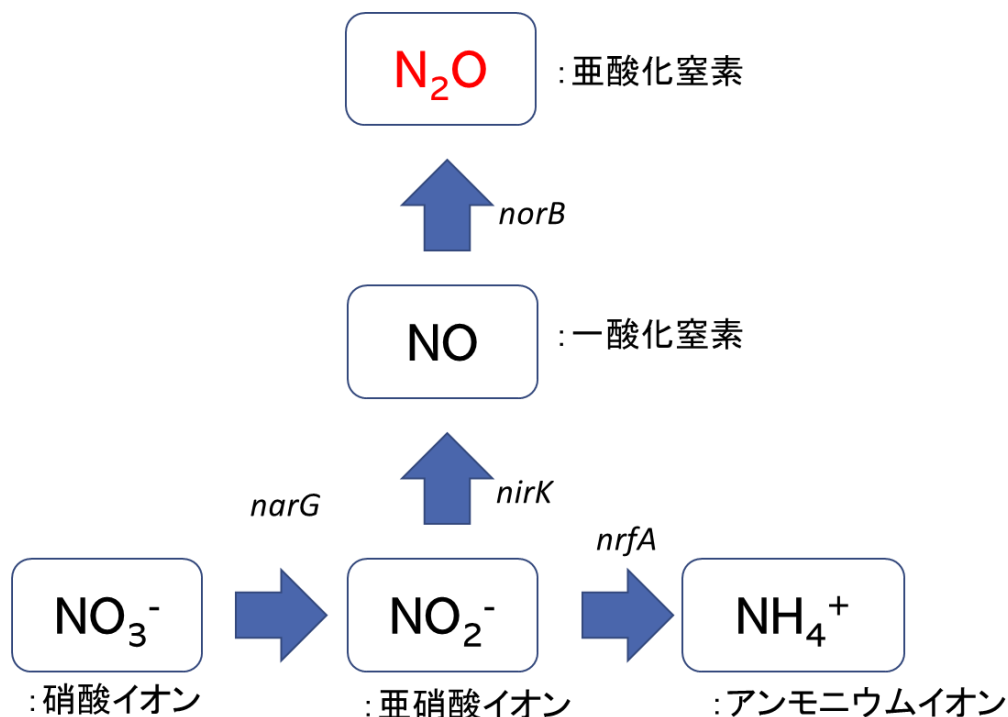 N₂O
:亜酸化窒素
norB
NO
:一酸化窒素
narG
nirK
nrfA
NO₃⁻
NO₂⁻
NH₄⁺
:硝酸イオン
:亜硝酸イオン
:アンモニウムイオン